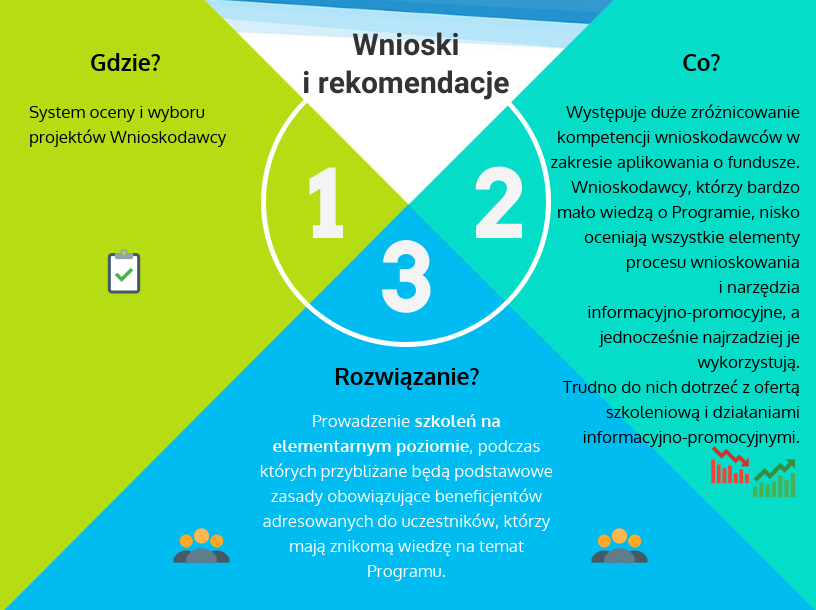 Wnioski
i rekomendacje
Gdzie?
System oceny i wyboru
projektów Wnioskodawcy
1
Co?
Występuje duże zróżnicowanie
kompetencji wnioskodawców w
zakresie aplikowania o fundusze.
Wnioskodawcy, którzy bardzo
mało wiedzą o Programie, nisko
oceniają wszystkie elementy
procesu wnioskowania
i narzędzia
informacyjno-promocyjne, a
jednocześnie najrzadziej je
wykorzystują.
Trudno do nich dotrzeć z ofertą
szkoleniową i działaniami
informacyjno-promocyjnymi.
2
3
Rozwiązanie?
Prowadzenie szkoleń na
elementarnym poziomie, podczas
których przybliżane będą podstawowe
zasady obowiązujące beneficjentów
adresowanych do uczestników, którzy
mają znikomą wiedzę na temat
Programu.